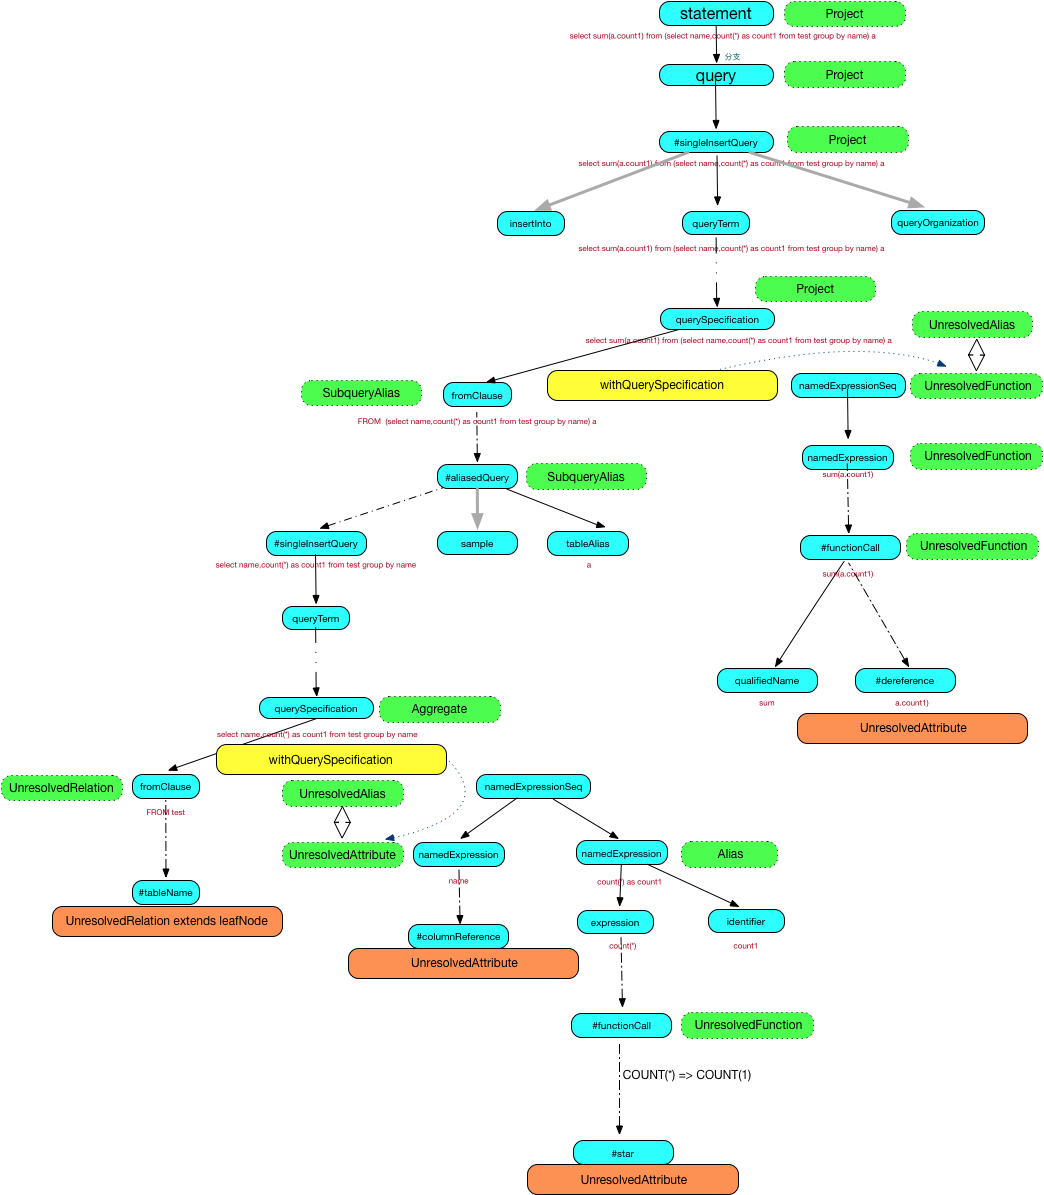 statement
Project
select sum(a.count1) from (select name,count(*) as count1 from test group by name) a
分支
query
Project
#singleInsertQuery
Project
select sum(a.count1) from (select name,count(*) as count1 from test group by name) a
insertInto
queryTerm
queryOrganization
select sum(a.count1) from (select name,count(*) as count1 from test group by name) a
Project
querySpecification
UnresolvedAlias
select sum(a.count1) from (select name,count(*) as count1 from test group by name) a
SubqueryAlias
fromClause
withQuerySpecification
namedExpressionSeq
UnresolvedFunction
FROM (select name,count(*) as count1 from test group by name) a
namedExpression
UnresolvedFunction
sum(a.count1)
#aliasedQuery
SubqueryAlias
#singleInsertQuery
sample
tableAlias
#functionCall
UnresolvedFunction
select name,count(*) as count1 from test group by name
a
sum(a.count1)
queryTerm
qualifiedName
#dereference
sum
a.count1)
querySpecification
Aggregate
UnresolvedAttribute
select name,count(*) as count1 from test group by name
withQuerySpecification
UnresolvedRelation
fromClause
UnresolvedAlias
namedExpressionSeq
FROM test
UnresolvedAttribute
namedExpression
namedExpression
Alias
name
count(*) as count1
#tableName
UnresolvedRelation extends leafNode
expression
identifier
#columnReference
count(*)
count1
UnresolvedAttribute
#functionCall
UnresolvedFunction
COUNT(*) => COUNT(1)
#star
UnresolvedAttribute